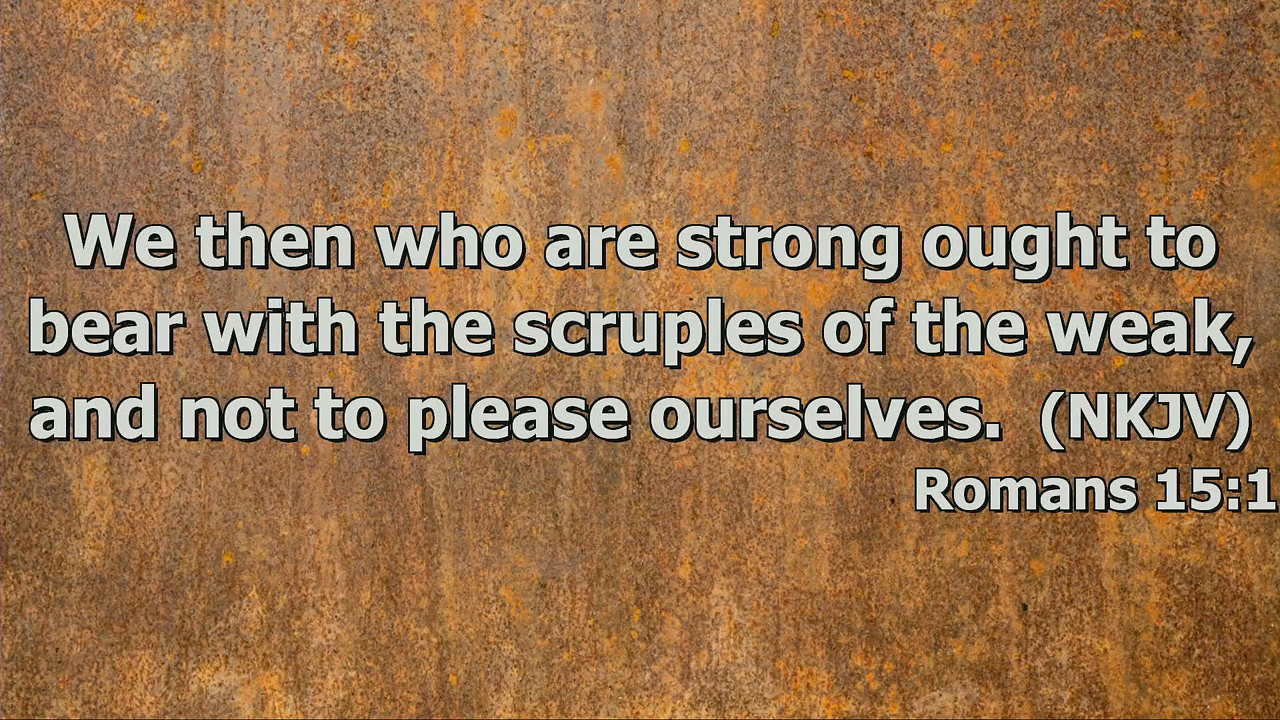 We then who are strong ought to
bear with the scruples of the weak,
and not to please ourselves.  (NKJV)
Romans 15:1